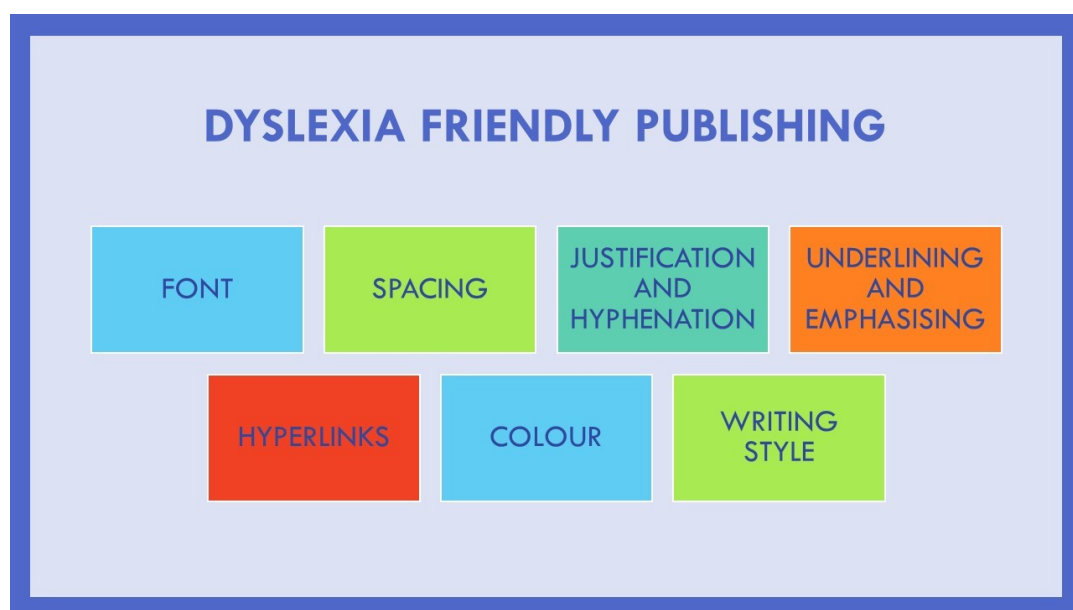 DYSLEXIA FRIENDLY PUBLISHING
FONT
SPACING
JUSTIFICATION
AND
HYPHENATION
UNDERLINING
AND
EMPHASISING
HYPERLINKS
COLOUR
WRITING
STYLE